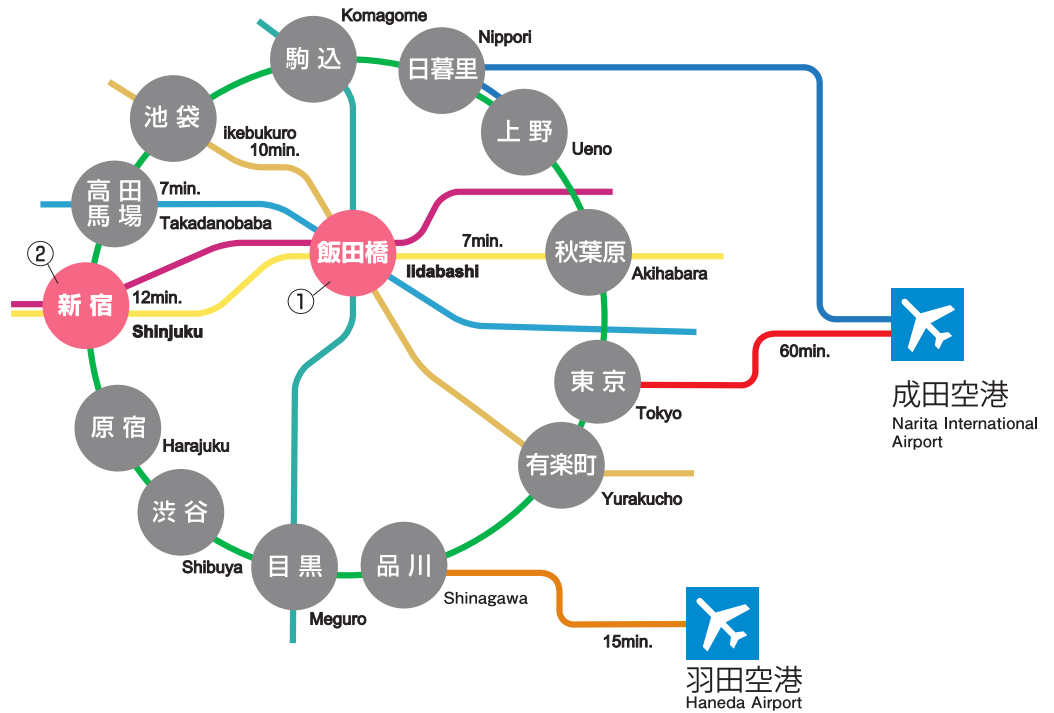 Komagome
駒込
Nippori
日暮里
池袋
ikebukuro
10min.
上野
Ueno
高田
馬場
7min.
Takadanobaba
②
新宿
12min.
Shinjuku
飯田橋
Iidabashi
①
7min.
秋葉原
Akihabara
東京
Tokyo
60min.
成田空港
Narita International
Airport
原宿
Harajuku
有楽町
Yurakucho
渋谷
Shibuya
目黒
Meguro
品川
Shinagawa
15min.
羽田空港
Haneda Airport